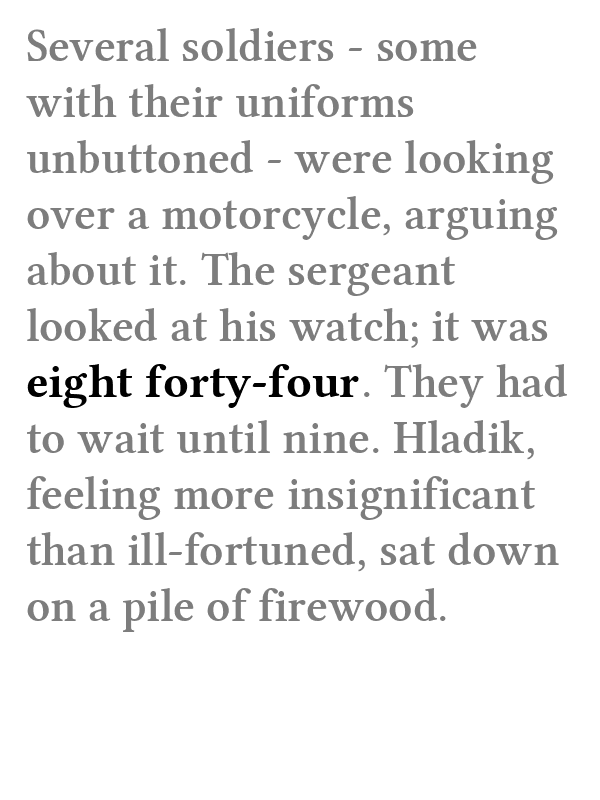 Several soldiers - some
with their uniforms
unbuttoned - were looking
over a motorcycle, arguing
about it. The sergeant
looked at his watch; it was
eight forty-four. They had
to wait until nine. Hladik,
feeling more insignificant
than ill-fortuned, sat down
on a pile of firewood.